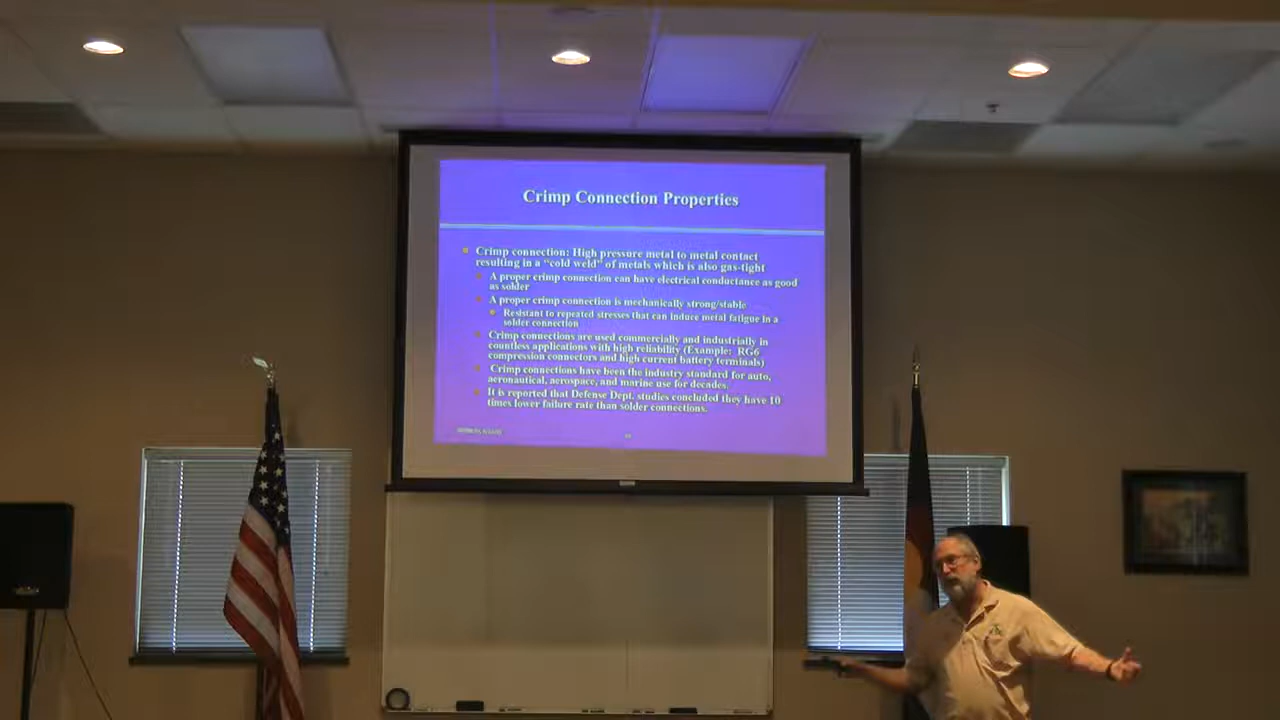 Crimp Connection Properties
Crimp connection: High pressure metal to metal contact
resulting in a "cold weld" of metals which is also gas-tight
A proper crimp connection can have electrical conductance as good
as solder
A proper crimp connection is mechanically strong/stable
Resistant to repeated stresses that can induce metal fatigue in a
solder connection
Crimp connections are used commercially and industrially in
countless applications with high reliability (Example: RG6
compression connectors and high current battery terminals)
Crimp connections have been the industry standard for auto,
aeronautical, aerospace, and marine use for decades.
It is reported that Defense Dept. studies concluded they have 10
times lower failure rate than solder connections.